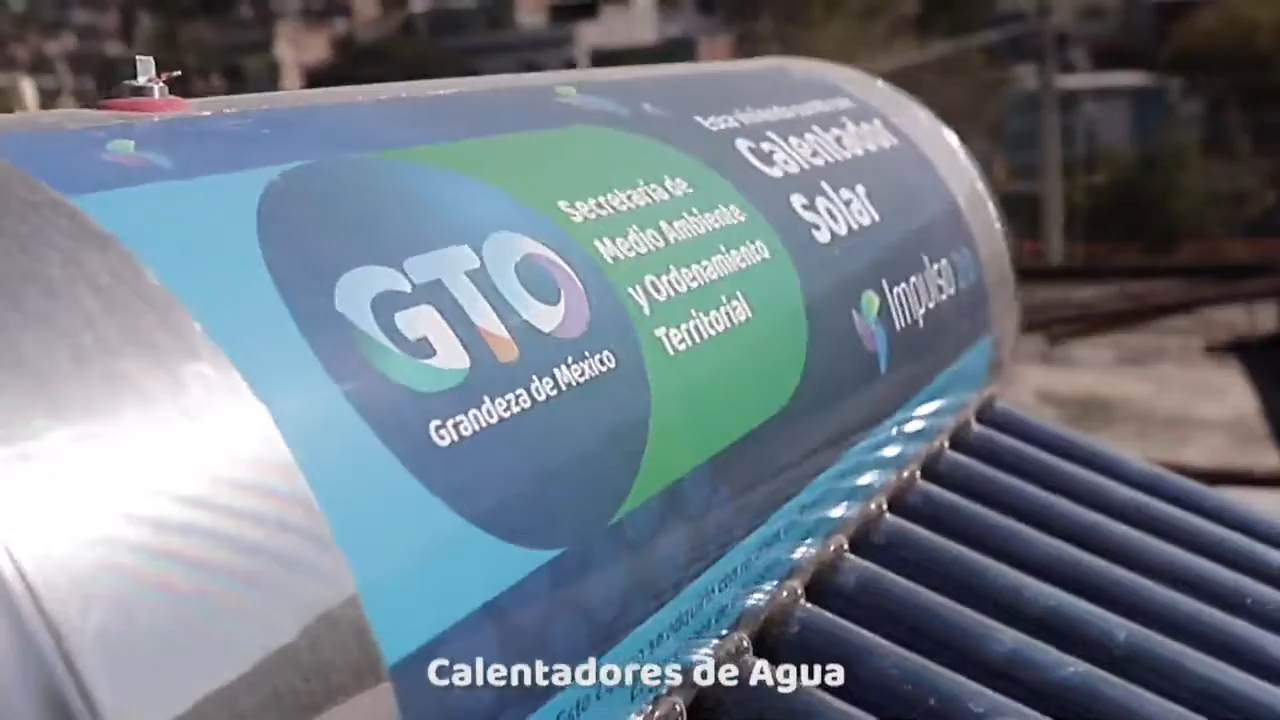 GTO
Grandeza de México
Secretaría de
Medio Ambiente
y Ordenamiento
Territorial
Calentador
Solar
Impulso
Calentadores de Agua